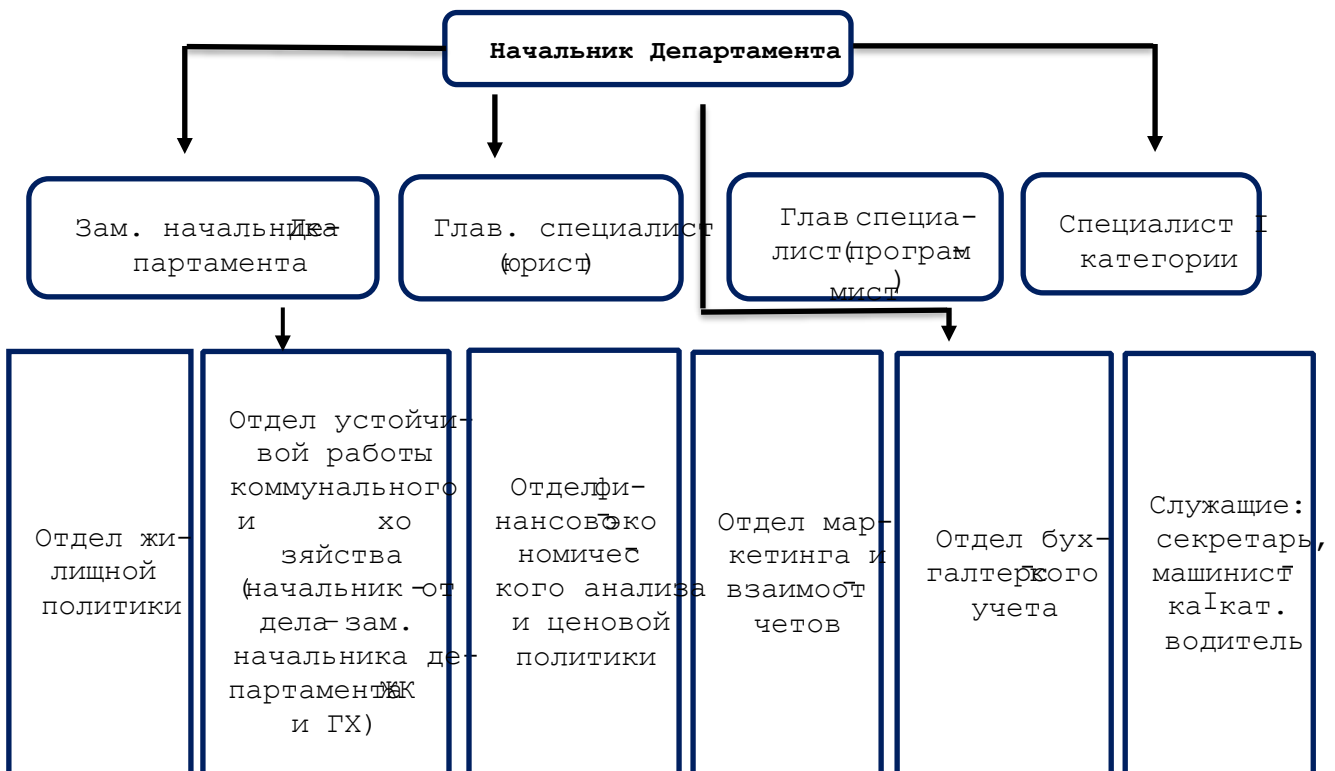 Начальник Департамента
Зам. начальника Де-
партамента
Глав. специалист
(юрист)
Глав специа-
лист(програм-
мист)
Специалист I
категории
Отдел жи-
лищной
политики
Отдел устойчи-
вой работы
коммунального
и хо
зяйства
(начальник от-
дела-зам.
начальника де-
партамента ЖК
и ГХ)
Отдел фи-
нансово-эко
номичес-
кого анализа
и ценовой
политики
Отдел мар-
кетинга и
взаимоот-
четов
Отдел бух-
галтерского
учета
Служащие:
секретарь,
машинист-
ка I кат.
водитель